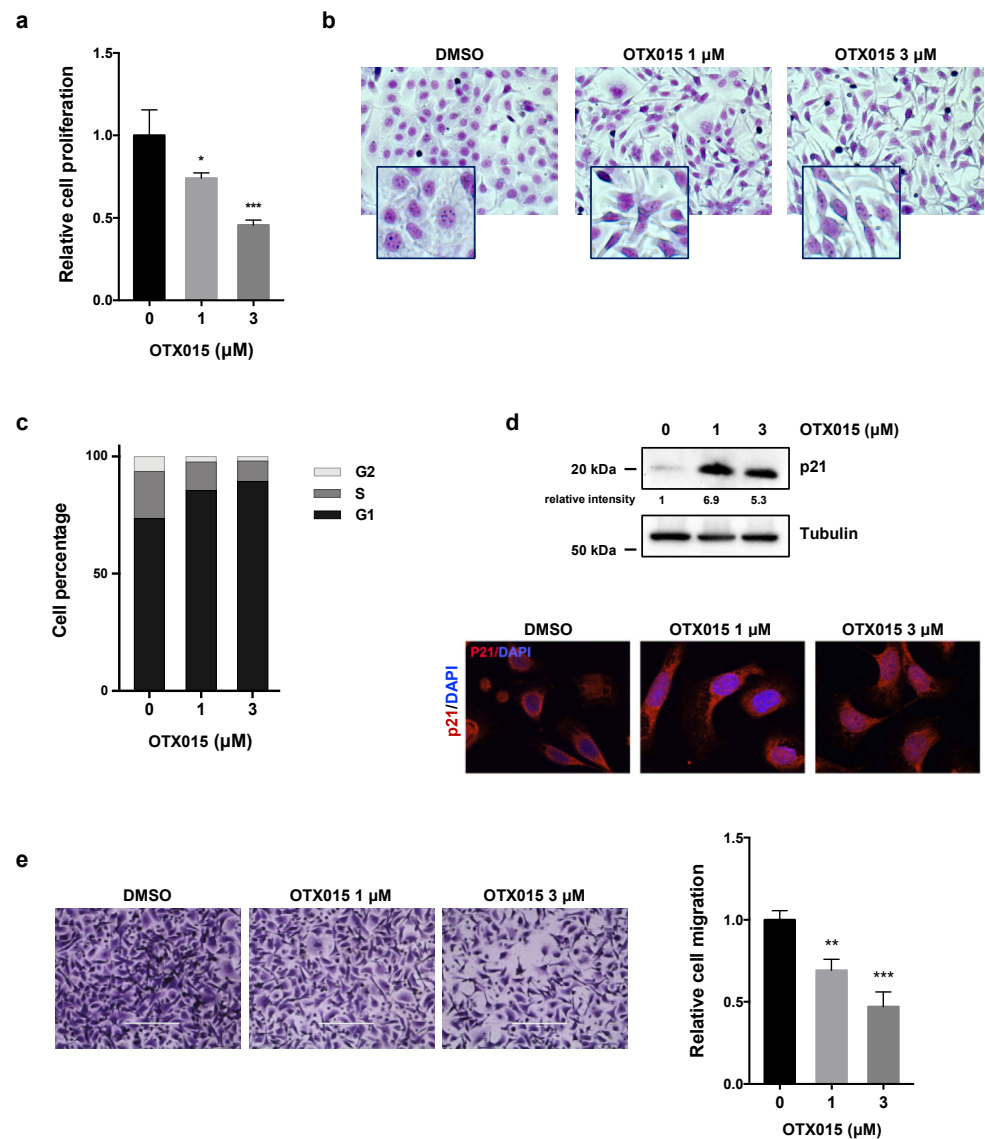 a
Relative cell proliferation
1.5
1.0
0.5
0.0
*
***
0 1 3
OTX015 (μM)
b
DMSO OTX015 1 μM OTX015 3 μM
c
Cell percentage
100
50
0
G2
S
G1
0 1 3
OTX015 (μM)
d
0 1 3 OTX015 (μM)
20 kDa p21
relative intensity 1 6.9 5.3
Tubulin
50 kDa
DMSO OTX015 1 μM OTX015 3 μM
p21/DAPI
P21/DAPI
e
DMSO OTX015 1 μM OTX015 3 μM
Relative cell migration
1.5
1.0
0.5
0.0
**
***
0 1 3
OTX015 (μM)